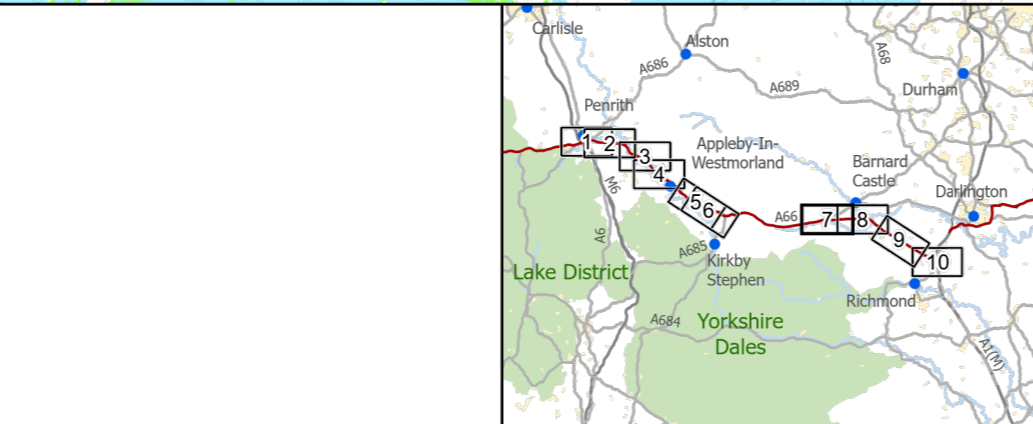 Carlisle
Alston
A68
A686
A689
Durham
Penrith
1
2
3
4
Appleby-In-
Westmorland
Barnard
Castle
Darlington
M6
5
6
A66
7
8
9
10
A6
A685
Kirkby
Stephen
Lake District
Richmond
A684
Yorkshire
Dales
A1(M)